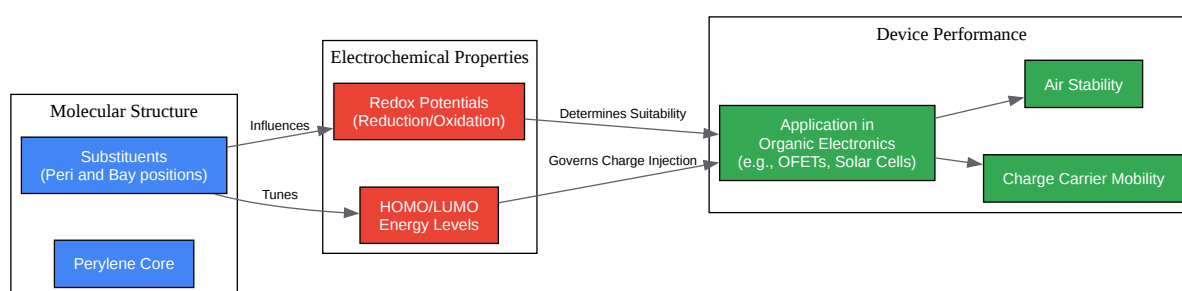 Molecular Structure
Substituents
(Peri and Bay positions)
Perylene Core
Influences
Tunes
Electrochemical Properties
Redox Potentials
(Reduction/Oxidation)
HOMO/LUMO
Energy Levels
Determines Suitability
Governs Charge Injection
Device Performance
Application in
Organic Electronics
(e.g., OFETs, Solar Cells)
Air Stability
Charge Carrier Mobility